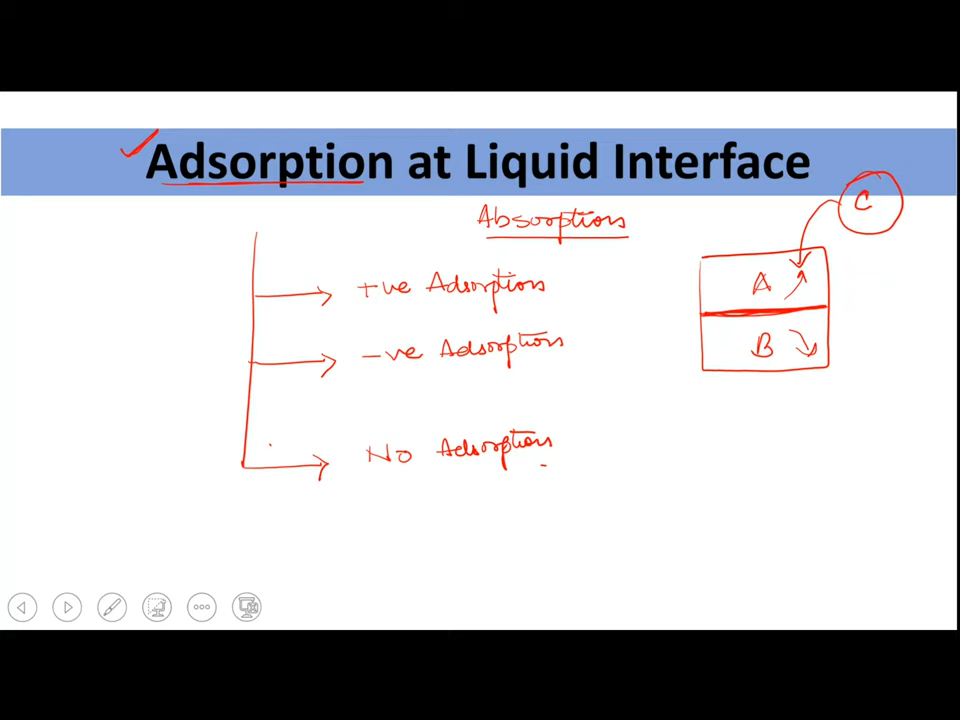 Adsorption at Liquid Interface
Absorption
C
+ve Adsorption
A
-ve Adsorption
B
No Adsorption